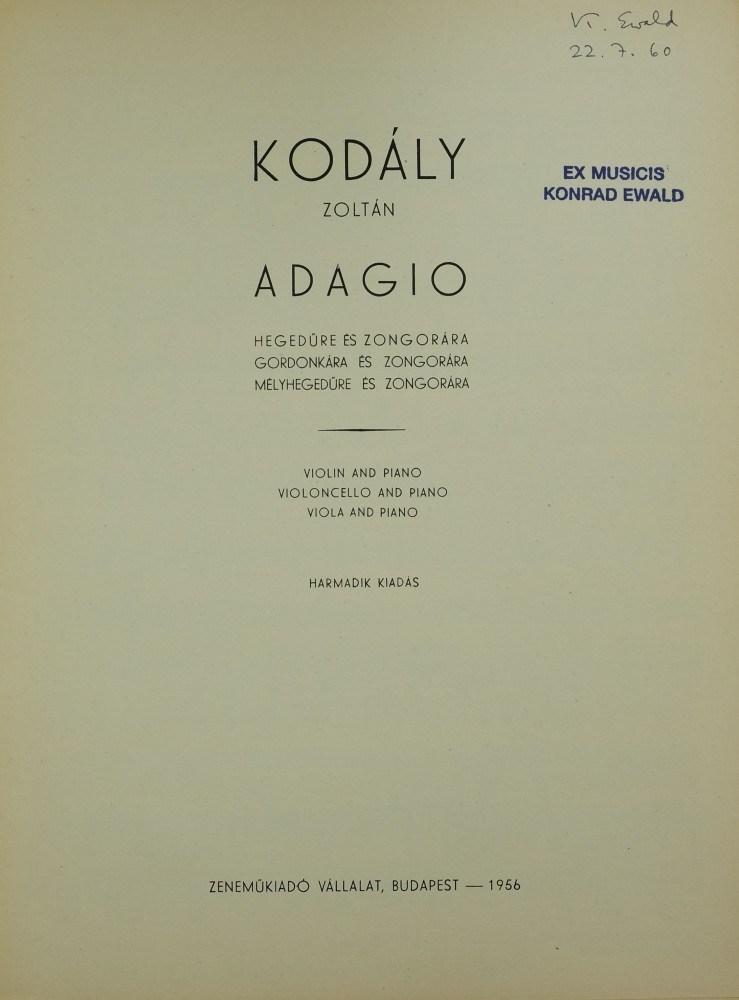 Ewald
22.7.60
EX MUSICIS
KONRAD EWALD
KODÁLY
ZOLTÁN
ADAGIO
HEGEDŰRE ÉS ZONGORÁRA
GORDONKÁRA ÉS ZONGORÁRA
MÉLYHEGEDŰRE ÉS ZONGORÁRA
VIOLIN AND PIANO
VIOLONCELLO AND PIANO
VIOLA AND PIANO
HARMADIK KIADÁS
ZENEMŰKIADÓ VÁLLALAT, BUDAPEST — 1956